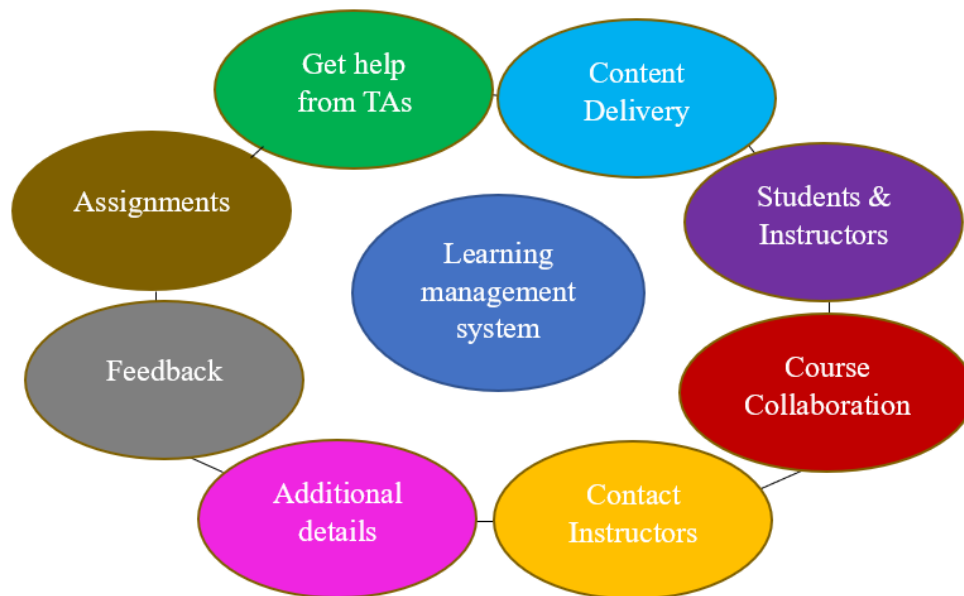 Get help
from TAs
Content
Delivery
Assignments
Students &
Instructors
Learning
management
system
Feedback
Course
Collaboration
Additional
details
Contact
Instructors